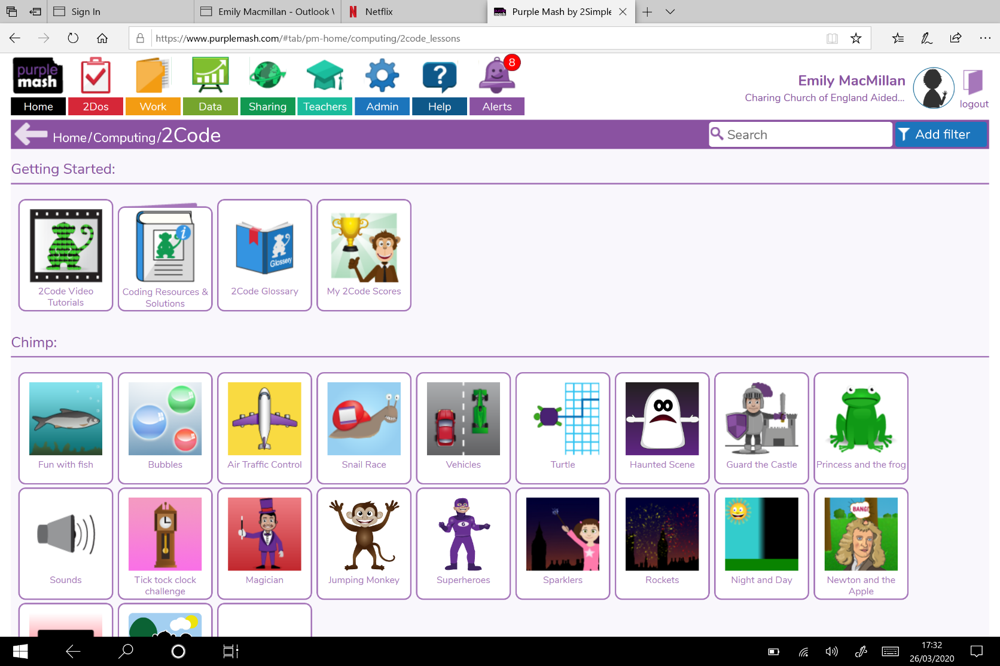 Sign In
Emily Macmillan - Outlook
Netflix
Purple Mash by 2Simple
https://www.purplemash.com/#tab/pm-home/computing/2code_lessons
purple
mash
8
?
Home
2Dos
Work
Data
Sharing
Teachers
Admin
Help
Alerts
Emily MacMillan
Charing Church of England Aided...
logout
Home/Computing/2Code
Search
Add filter
Getting Started:
i
Glossery
2Code Video
Tutorials
Coding Resources &
Solutions
2Code Glossary
My 2Code Scores
Chimp:
Fun with fish
Bubbles
Air Traffic Control
Snail Race
Vehicles
Turtle
Haunted Scene
Guard the Castle
Princess and the frog
G
BANG!
Sounds
Tick tock clock
challenge
Magician
Jumping Monkey
Superheroes
Sparklers
Rockets
Night and Day
Newton and the
Apple
17:32
26/03/2020